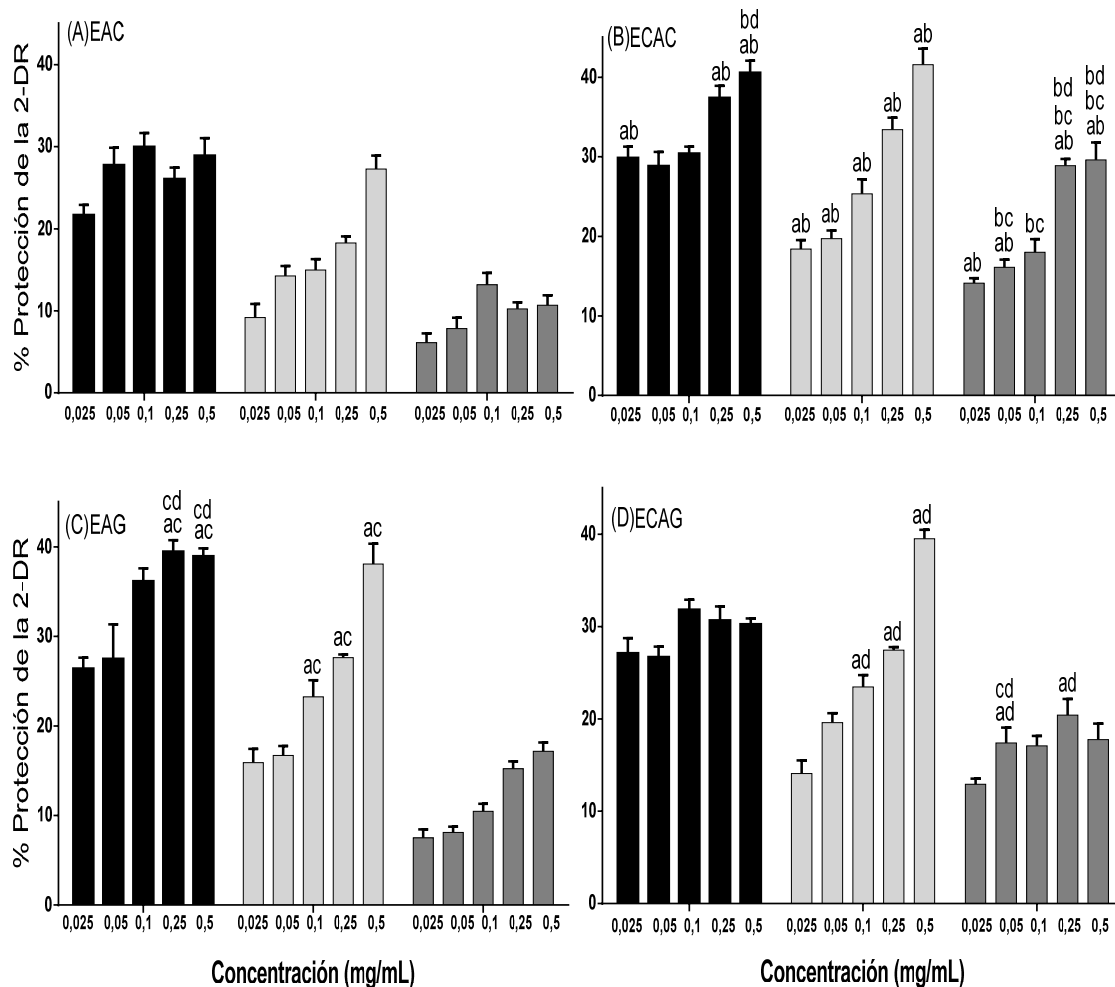 (A)EAC
% Protección de la 2-DR
40
30
20
10
0
0,025 0,05 0,1 0,25 0,5 0,025 0,05 0,1 0,25 0,5 0,025 0,05 0,1 0,25 0,5
(B)ECAC
bd
ab ab ab
ab ab ab ab ab
bd bd
bc bc
bc ab ab
ab ab bc
40
30
20
10
0
0,025 0,05 0,1 0,25 0,5 0,025 0,05 0,1 0,25 0,5 0,025 0,05 0,1 0,25 0,5
(C)EAG
% Protección de la 2-DR
cd cd
ac ac
ac ac ac
40
30
20
10
0
0,025 0,05 0,1 0,25 0,5 0,025 0,05 0,1 0,25 0,5 0,025 0,05 0,1 0,25 0,5
Concentración (mg/mL)
(D)ECAG
ad ad ad
cd
ad ad
40
30
20
10
0
0,025 0,05 0,1 0,25 0,5 0,025 0,05 0,1 0,25 0,5 0,025 0,05 0,1 0,25 0,5
Concentración (mg/mL)